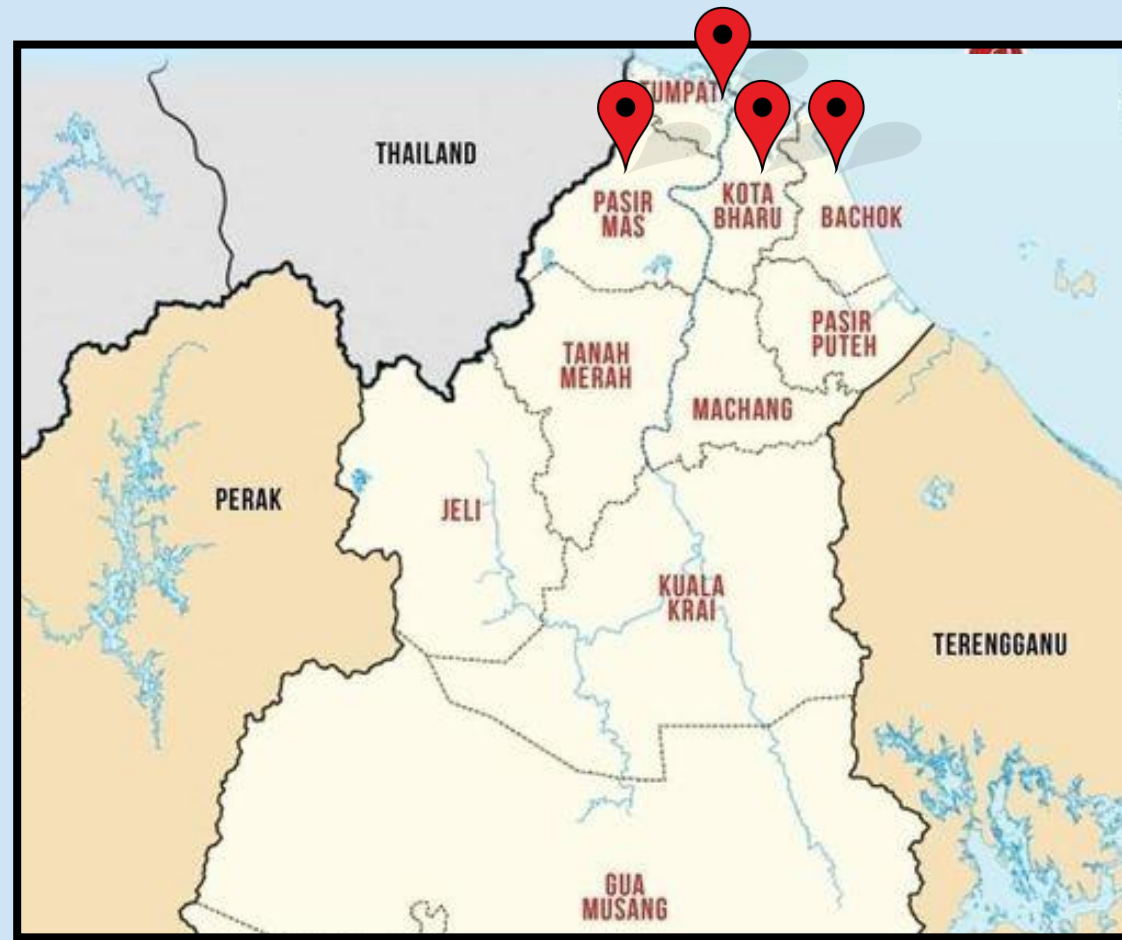 TUMPAT
THAILAND
PASIR
MAS
KOTA
BHARU
BACHOK
PASIR
PUTEH
TANAH
MERAH
MACHANG
PERAK
JELI
KUALA
KRAI
TERENGGANU
GUA
MUSANG